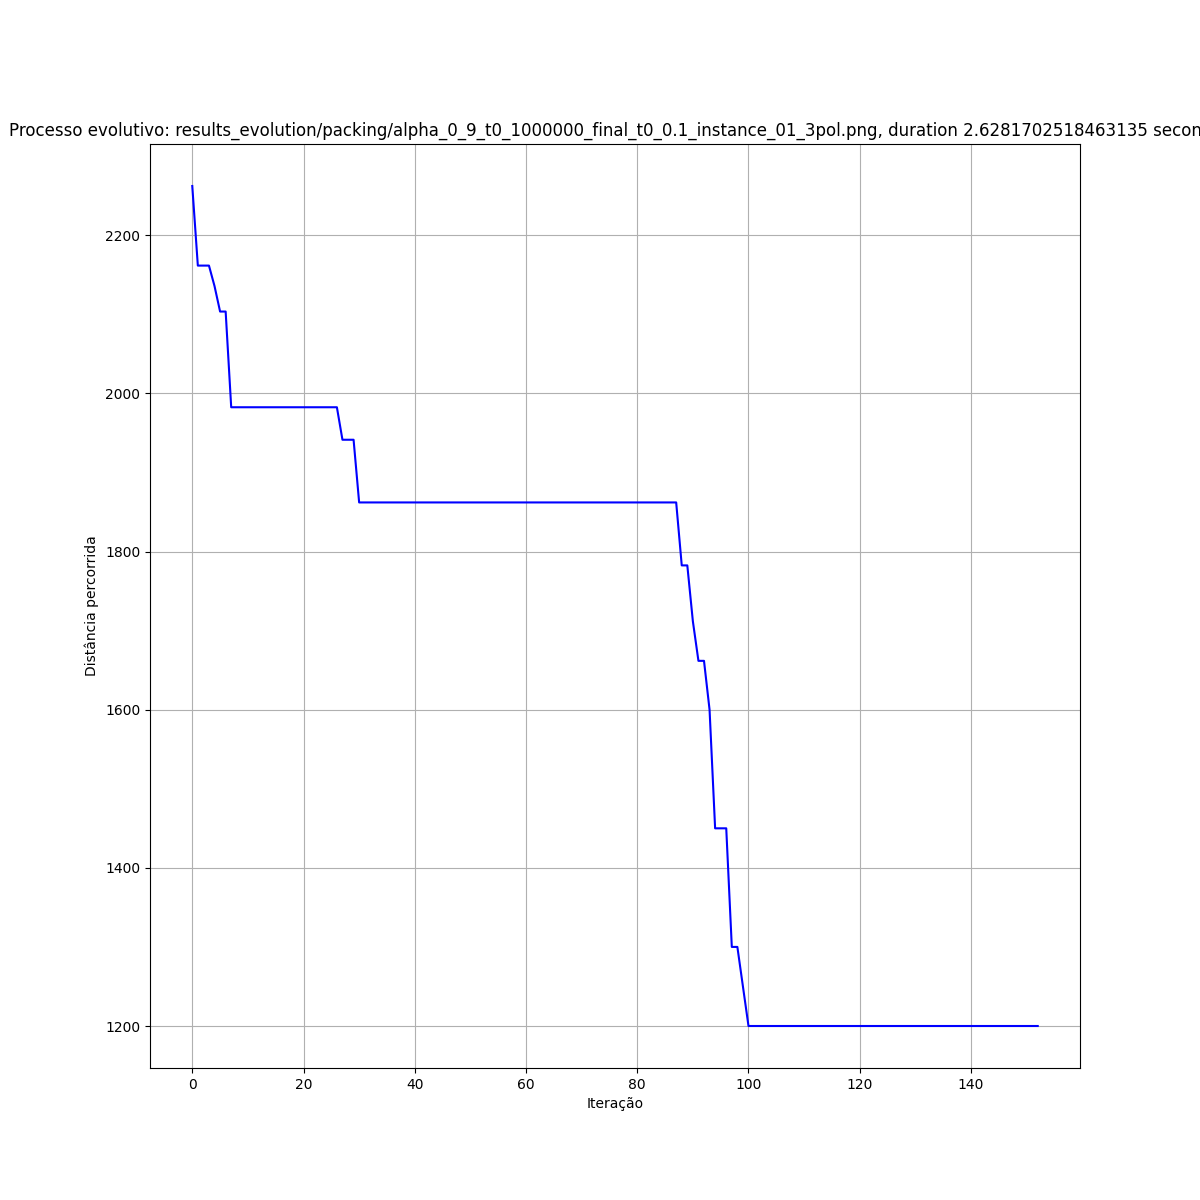 Processo evolutivo: results_evolution/packing/alpha_0_9_t0_1000000_final_t0_0.1_instance_01_3pol.png, duration 2.6281702518463135 secon
2200
2000
1800
1600
1400
1200
Distância percorrida
0 20 40 60 80 100 120 140
Iteração